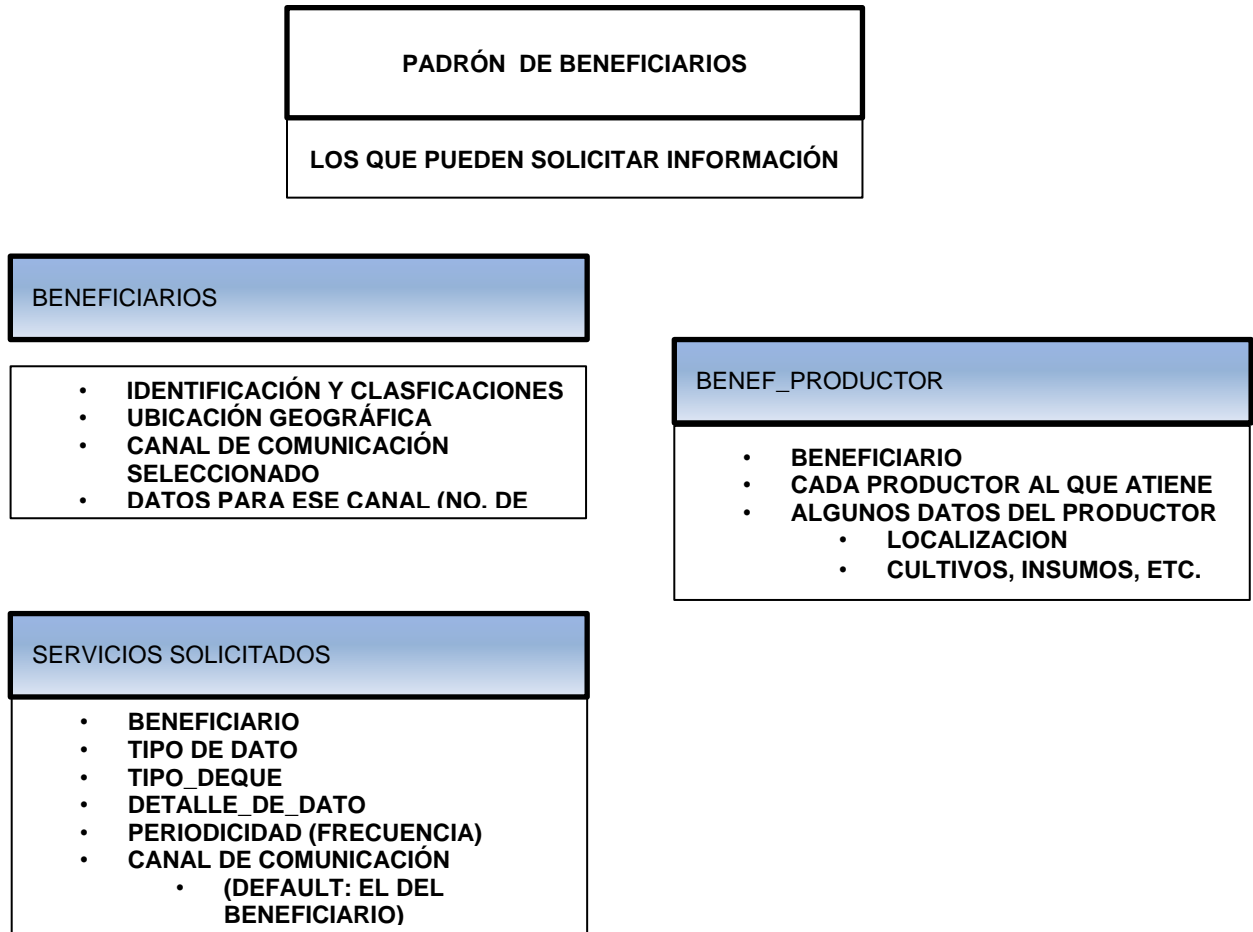 PADRÓN DE BENEFICIARIOS
LOS QUE PUEDEN SOLICITAR INFORMACIÓN
BENEFICIARIOS
• IDENTIFICACIÓN Y CLASFICACIONES
• UBICACIÓN GEOGRÁFICA
• CANAL DE COMUNICACIÓN
SELECCIONADO
• DATOS PARA ESE CANAL (NO. DE
BENEF_PRODUCTOR
• BENEFICIARIO
• CADA PRODUCTOR AL QUE ATIENE
• ALGUNOS DATOS DEL PRODUCTOR
• LOCALIZACION
• CULTIVOS, INSUMOS, ETC.
SERVICIOS SOLICITADOS
• BENEFICIARIO
• TIPO DE DATO
• TIPO_DEQUE
• DETALLE_DE_DATO
• PERIODICIDAD (FRECUENCIA)
• CANAL DE COMUNICACIÓN
• (DEFAULT: EL DEL
BENEFICIARIO)